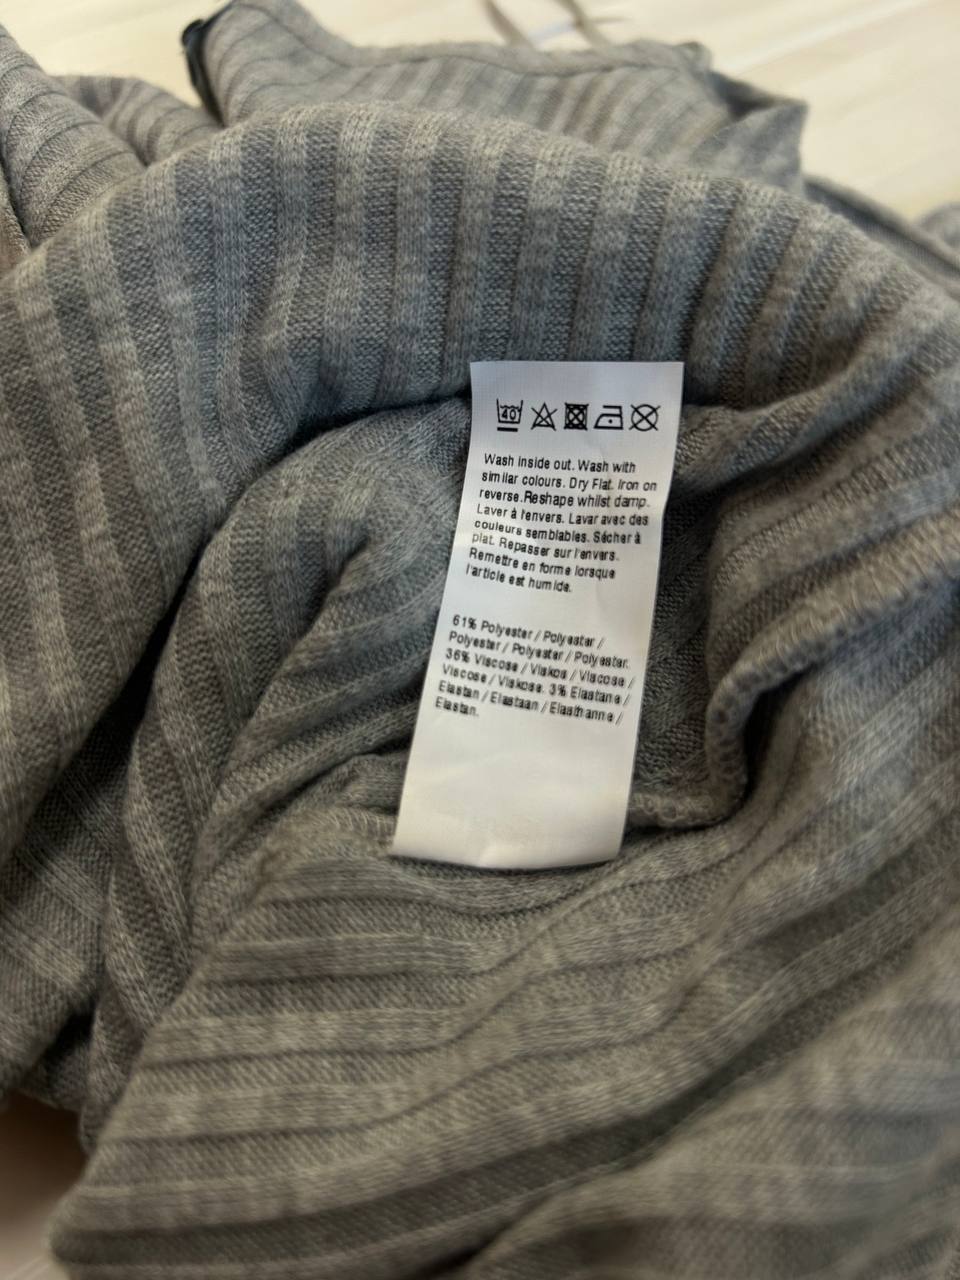 40
Wash inside out. Wash with
similar colours. Dry Flat. Iron on
reverse.Reshape whilst damp.
Laver à l'envers. Lavar avec des
couleurs semblables. Sécher à
plat. Repasser sur l'envers.
Remettre en forme lorsque
l'article est humide.
61% Polyester / Polyester /
Polyester / Polyester / Polyester.
36% Viscose / Viskos / Viscose /
Viscose / Viskose. 3% Elastane /
Elastan / Elastaan / Elasthanne /
Elastan.